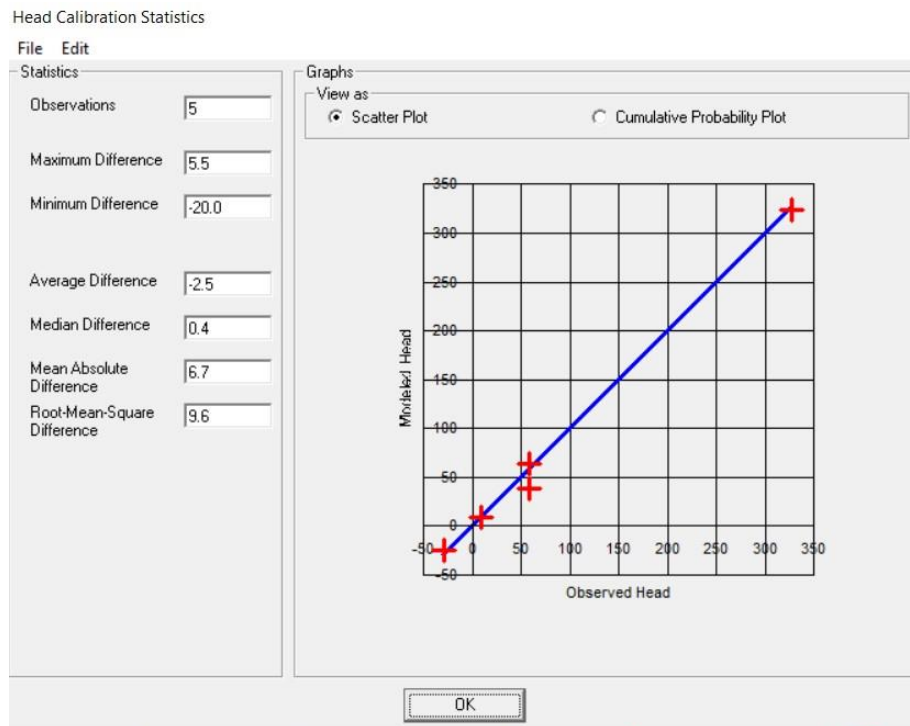 Head Calibration Statistics
File Edit
Statistics
Observations 5
Maximum Difference 5.5
Minimum Difference -20.0
Average Difference -2.5
Median Difference 0.4
Mean Absolute
Difference 6.7
Root-Mean-Square
Difference 9.6
Graphs
View as
Scatter Plot Cumulative Probability Plot
350
300
250
200
150
100
50
0
-50 0 50 100 150 200 250 300 350
-50
Modeled Head
Observed Head
OK